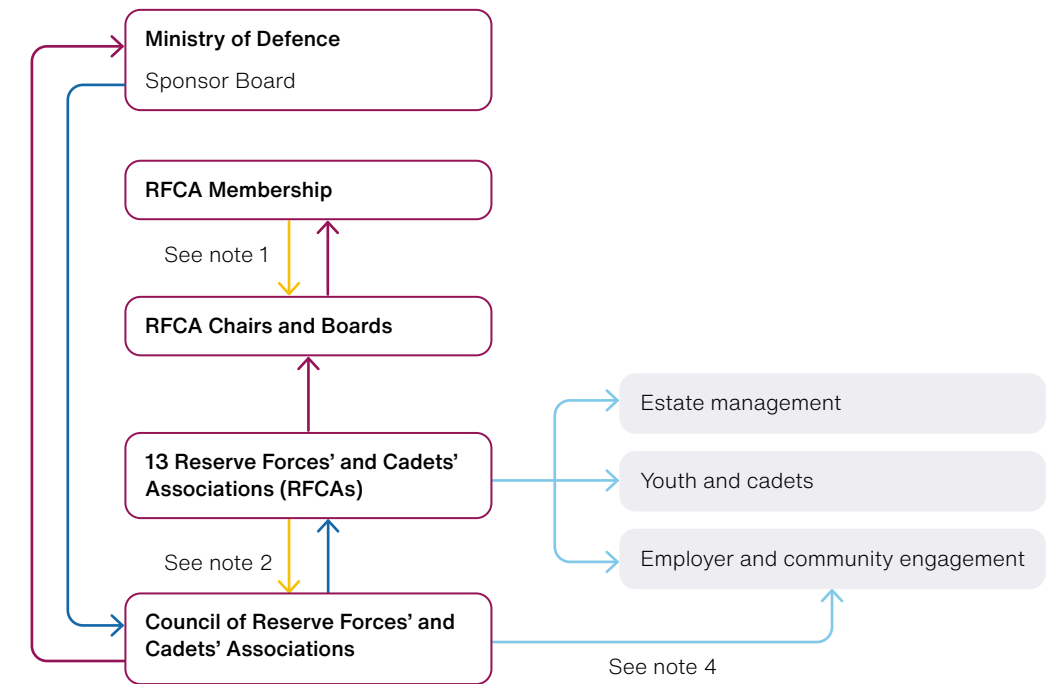 Ministry of Defence
Sponsor Board
RFCA Membership
See note 1
RFCA Chairs and Boards
Estate management
13 Reserve Forces’ and Cadets’
Associations (RFCAs)
Youth and cadets
See note 2
Employer and community engagement
Council of Reserve Forces’ and
Cadets’ Associations
See note 4